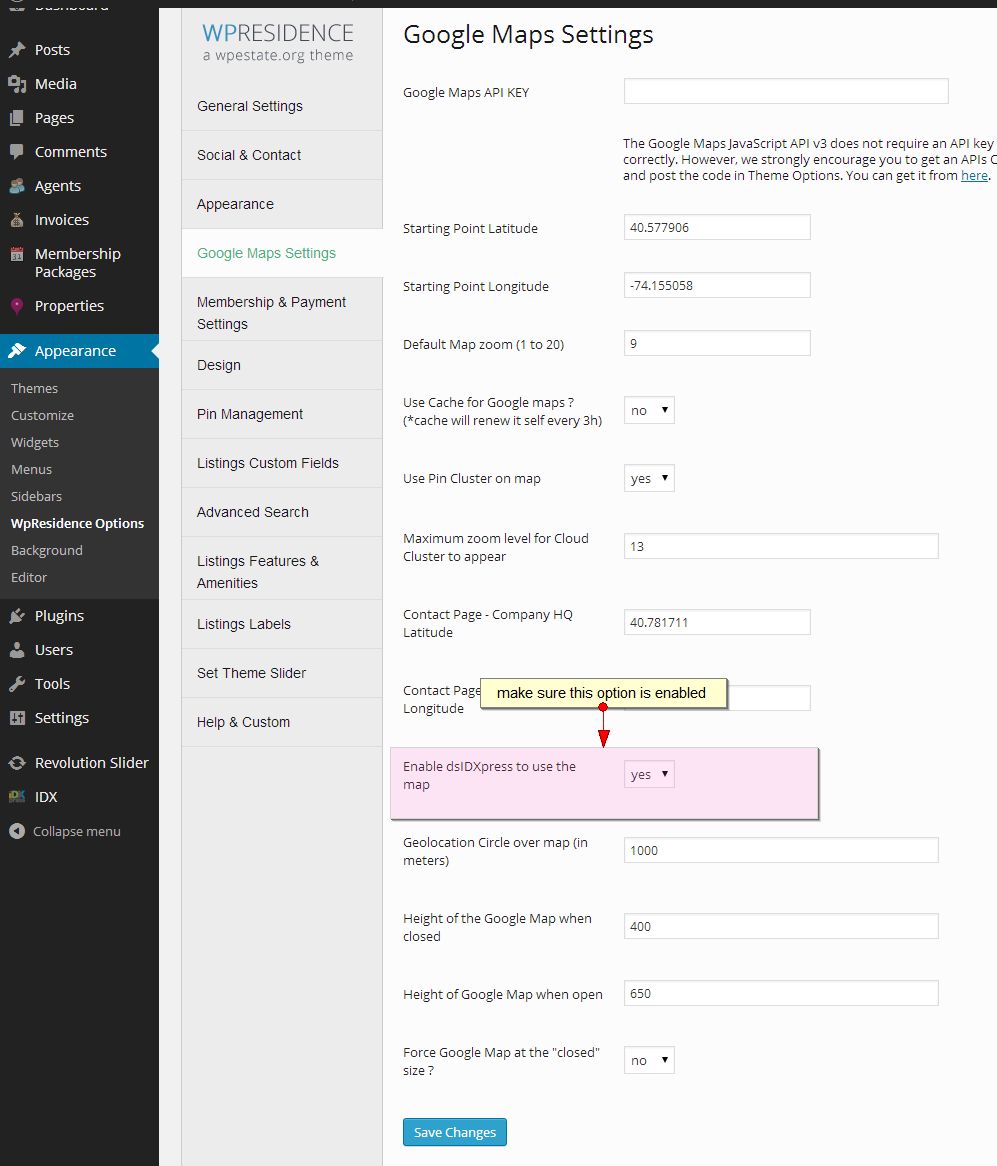 Dashboard
Posts
Media
Pages
Comments
Agents
Invoices
Membership
Packages
Properties
Appearance
Themes
Customize
Widgets
Menus
Sidebars
WpResidence Options
Background
Editor
Plugins
Users
Tools
Settings
Revolution Slider
IDX
Collapse menu
WPRESIDENCE
a wpestate.org theme
General Settings
Social & Contact
Appearance
Google Maps Settings
Membership & Payment
Settings
Design
Pin Management
Listings Custom Fields
Advanced Search
Listings Features &
Amenities
Listings Labels
Set Theme Slider
Help & Custom
Google Maps Settings
Google Maps API KEY
The Google Maps JavaScript API v3 does not require an API key
correctly. However, we strongly encourage you to get an APIs C
and post the code in Theme Options. You can get it from here.
Starting Point Latitude
40.577906
Starting Point Longitude
-74.155058
Default Map zoom (1 to 20)
9
Use Cache for Google maps ?
(*cache will renew it self every 3h)
no
Use Pin Cluster on map
yes
Maximum zoom level for Cloud
Cluster to appear
13
Contact Page - Company HQ
Latitude
40.781711
Contact Page
Longitude
make sure this option is enabled
Enable dsIDXpress to use the
map
yes
Geolocation Circle over map (in
meters)
1000
Height of the Google Map when
closed
400
Height of Google Map when open
650
Force Google Map at the "closed"
size ?
no
Save Changes